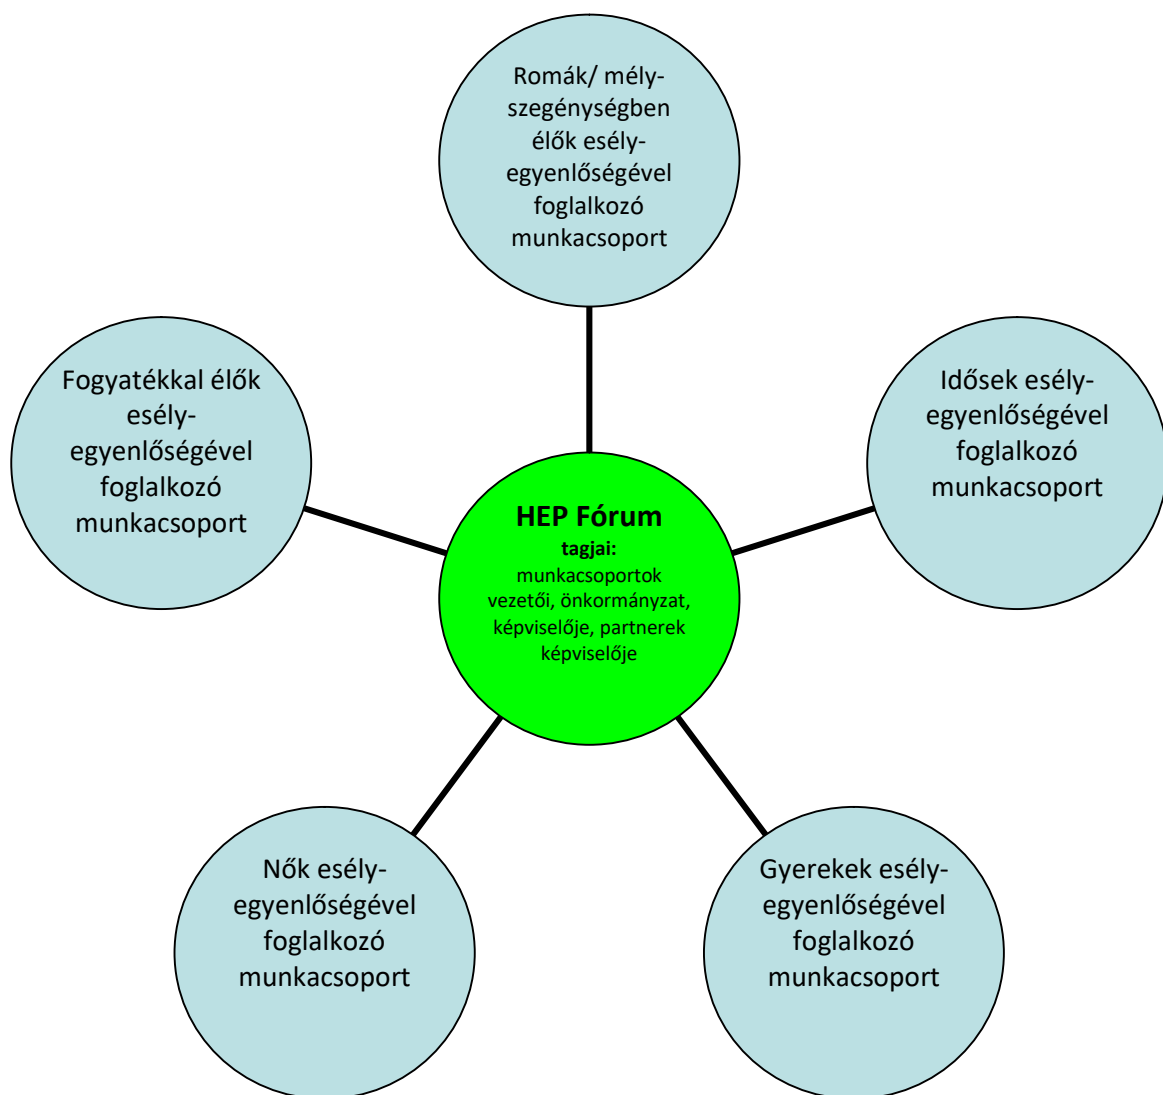 Romák/ mély-
szegénységben
élők esély-
egyenlőségével
foglalkozó
munkacsoport
Fogyatékkal élők
esély-
egyenlőségével
foglalkozó
munkacsoport
Idősek esély-
egyenlőségével
foglalkozó
munkacsoport
HEP Fórum
tagjai:
munkacsoportok
vezetői, önkormányzat,
képviselője, partnerek
képviselője
Nők esély-
egyenlőségével
foglalkozó
munkacsoport
Gyerekek esély-
egyenlőségével
foglalkozó
munkacsoport